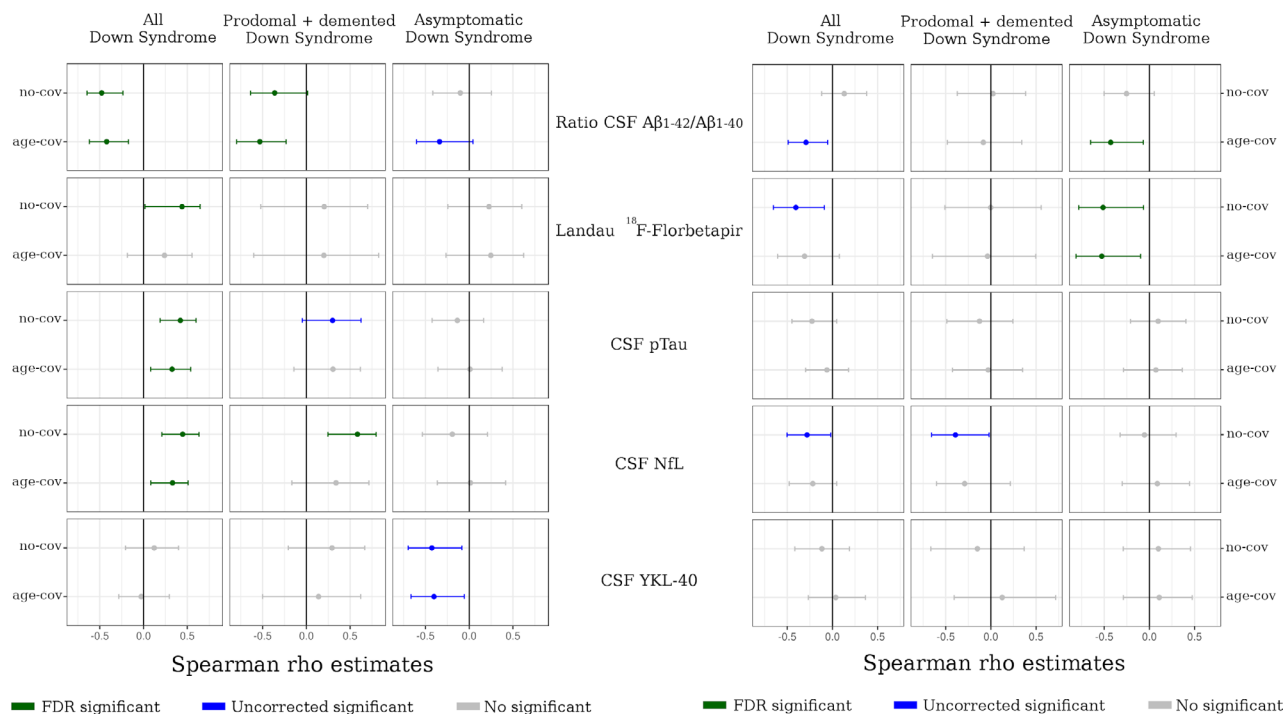 All
Down Syndrome
Prodomal + demented
Down Syndrome
Asymptomatic
Down Syndrome
All
Down Syndrome
Prodomal + demented
Down Syndrome
Asymptomatic
Down Syndrome
no-cov
age-cov
Ratio CSF Aβ1-42/Aβ1-40
no-cov
age-cov
no-cov
age-cov
Landau 18F-Florbetapir
no-cov
age-cov
no-cov
age-cov
CSF pTau
no-cov
age-cov
no-cov
age-cov
CSF NfL
no-cov
age-cov
no-cov
age-cov
CSF YKL-40
no-cov
age-cov
-0.5 0.0 0.5 -0.5 0.0 0.5 -0.5 0.0 0.5 -0.5 0.0 0.5 -0.5 0.0 0.5 -0.5 0.0 0.5
Spearman rho estimates Spearman rho estimates
FDR significant Uncorrected significant No significant FDR significant Uncorrected significant No significant